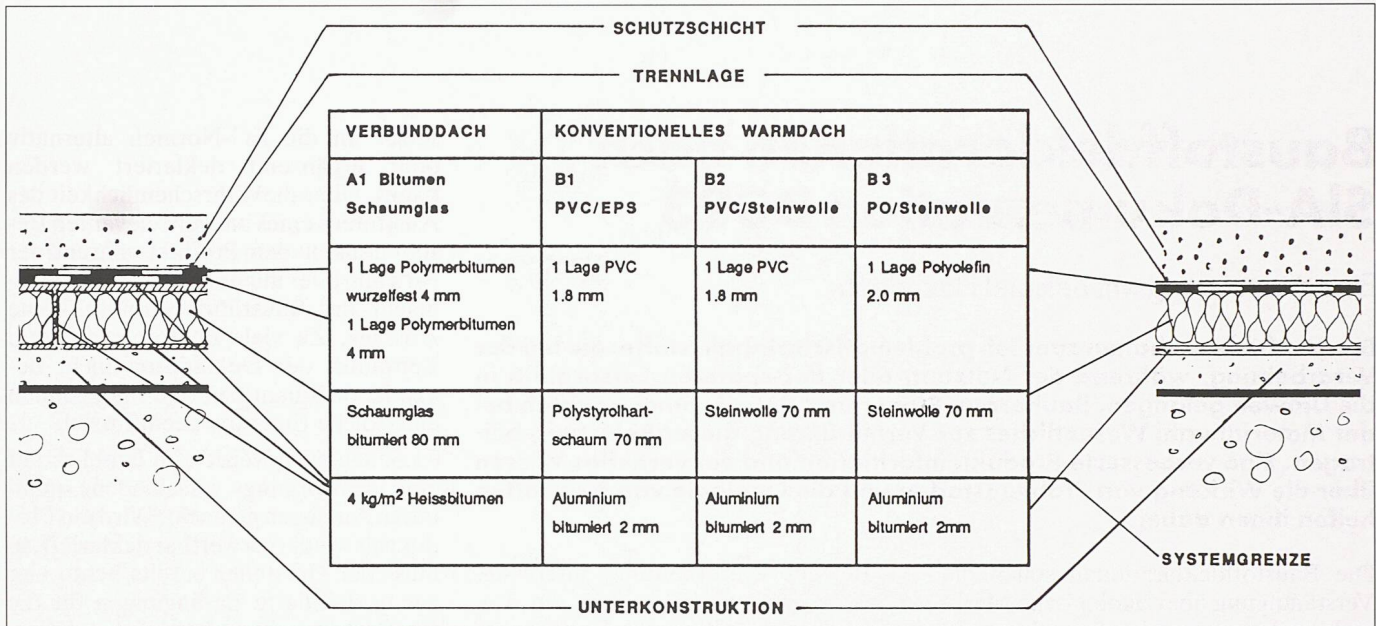 SCHUTZSCHICHT
TRENNLAGE
VERBUNDDACH
KONVENTIONELLES WARMDACH
A1 Bitumen
Schaumglas
B1
PVC/EPS
B2
PVC/Steinwolle
B3
PO/Steinwolle
1 Lage Polymerbitumen
wurzelfest 4 mm
1 Lage Polymerbitumen
4 mm
1 Lage PVC
1.8 mm
1 Lage PVC
1.8 mm
1 Lage Polyolefin
2.0 mm
Schaumglas
bitumiert 80 mm
Polystyrolhart-
schaum 70 mm
Steinwolle 70 mm
Steinwolle 70 mm
4 kg/m² Heissbitumen
Aluminium
bitumiert 2 mm
Aluminium
bitumiert 2 mm
Aluminium
bitumiert 2mm
SYSTEMGRENZE
UNTERKONSTRUKTION